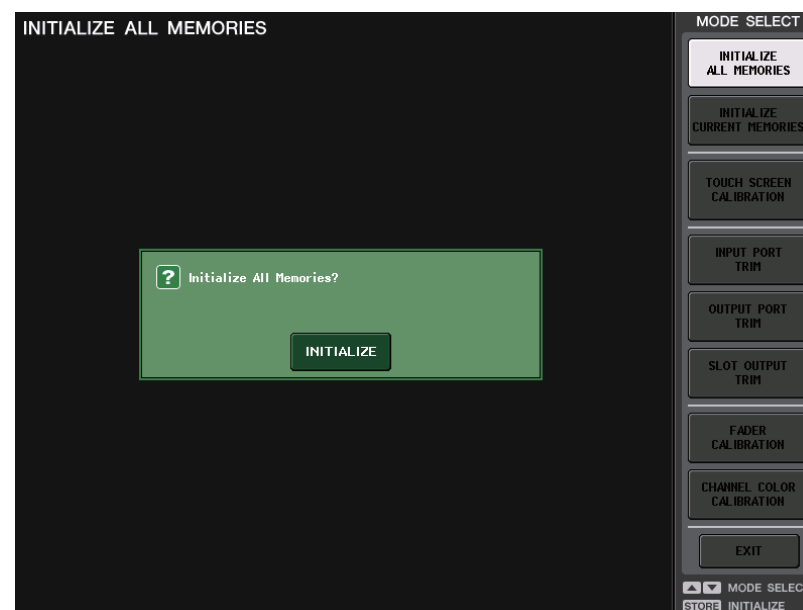 INITIALIZE ALL MEMORIES
? Initialize All Memories?
INITIALIZE
MODE SELECT
INITIALIZE
ALL MEMORIES
INITIALIZE
CURRENT MEMORIES
TOUCH SCREEN
CALIBRATION
INPUT PORT
TRIM
OUTPUT PORT
TRIM
SLOT OUTPUT
TRIM
FADER
CALIBRATION
CHANNEL COLOR
CALIBRATION
EXIT
MODE SELEC
STORE INITIALIZE